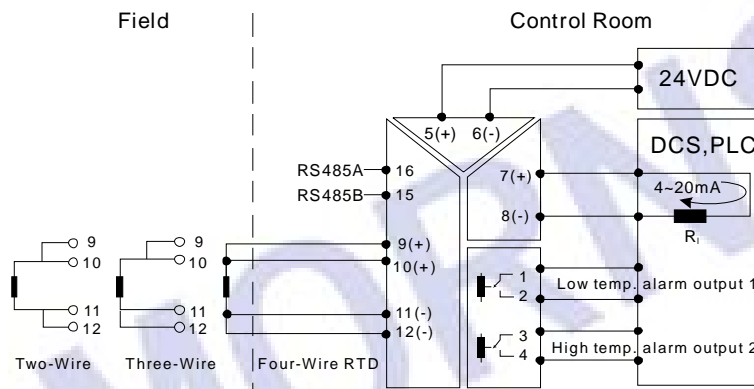 Field
Control Room
24VDC
5(+) 6(-)
DCS,PLC
RS485A 16
7(+)
4~20mA
RS485B 15
8(-)
RL
9 9 9(+)
10 10 10(+)
1 Low temp. alarm output 1
2
11 11 11(-)
12 12 12(-)
3
4 High temp. alarm output 2
Two-Wire Three-Wire Four-Wire RTD
MORNS